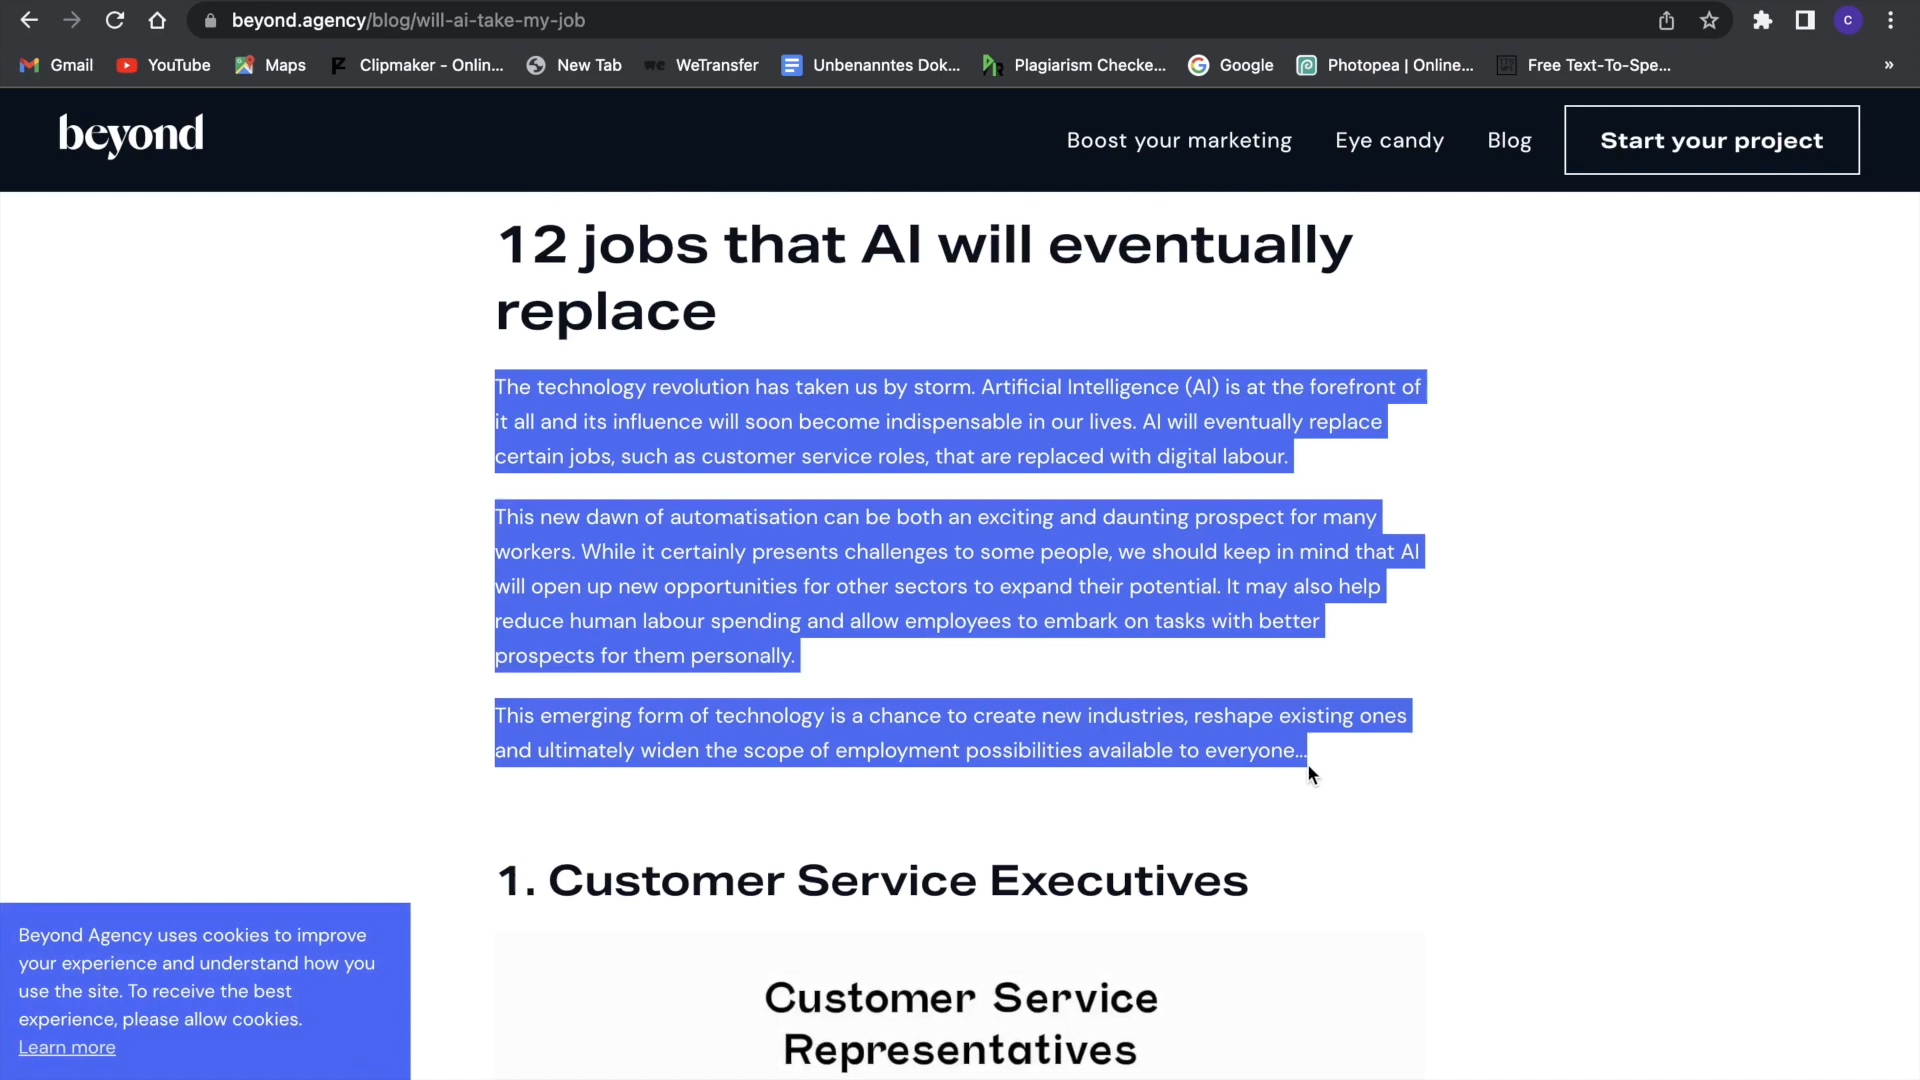 beyond.agency/blog/will-ai-take-my-job
C
Gmail
YouTube
Maps
Clipmaker - Onlin...
New Tab
we
WeTransfer
Unbenanntes Dok...
Plagiarism Checke...
Google
Photopea | Online...
Free Text-To-Spe...
»
beyond
Boost your marketing
Eye candy
Blog
Start your project
12 jobs that AI will eventually
replace
The technology revolution has taken us by storm. Artificial Intelligence (AI) is at the forefront of
it all and its influence will soon become indispensable in our lives. AI will eventually replace
certain jobs, such as customer service roles, that are replaced with digital labour.
This new dawn of automatisation can be both an exciting and daunting prospect for many
workers. While it certainly presents challenges to some people, we should keep in mind that AI
will open up new opportunities for other sectors to expand their potential. It may also help
reduce human labour spending and allow employees to embark on tasks with better
prospects for them personally.
This emerging form of technology is a chance to create new industries, reshape existing ones
and ultimately widen the scope of employment possibilities available to everyone...
1. Customer Service Executives
Customer Service
Representatives
Beyond Agency uses cookies to improve
your experience and understand how you
use the site. To receive the best
experience, please allow cookies.
Learn more